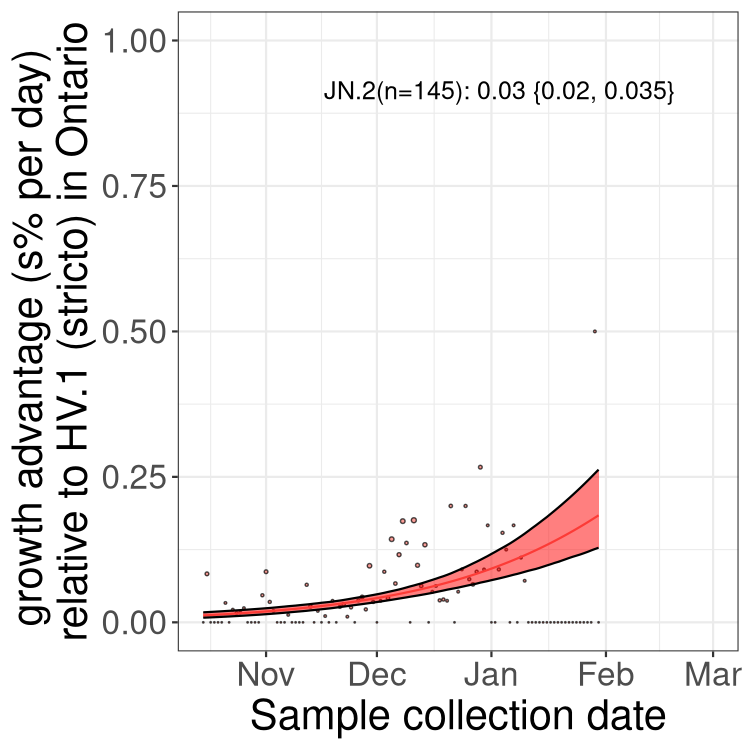 growth advantage (s% per day)
relative to HV.1 (stricto) in Ontario
1.00
0.75
0.50
0.25
0.00
JN.2(n=145): 0.03 {0.02, 0.035}
Nov Dec Jan Feb Mar
Sample collection date